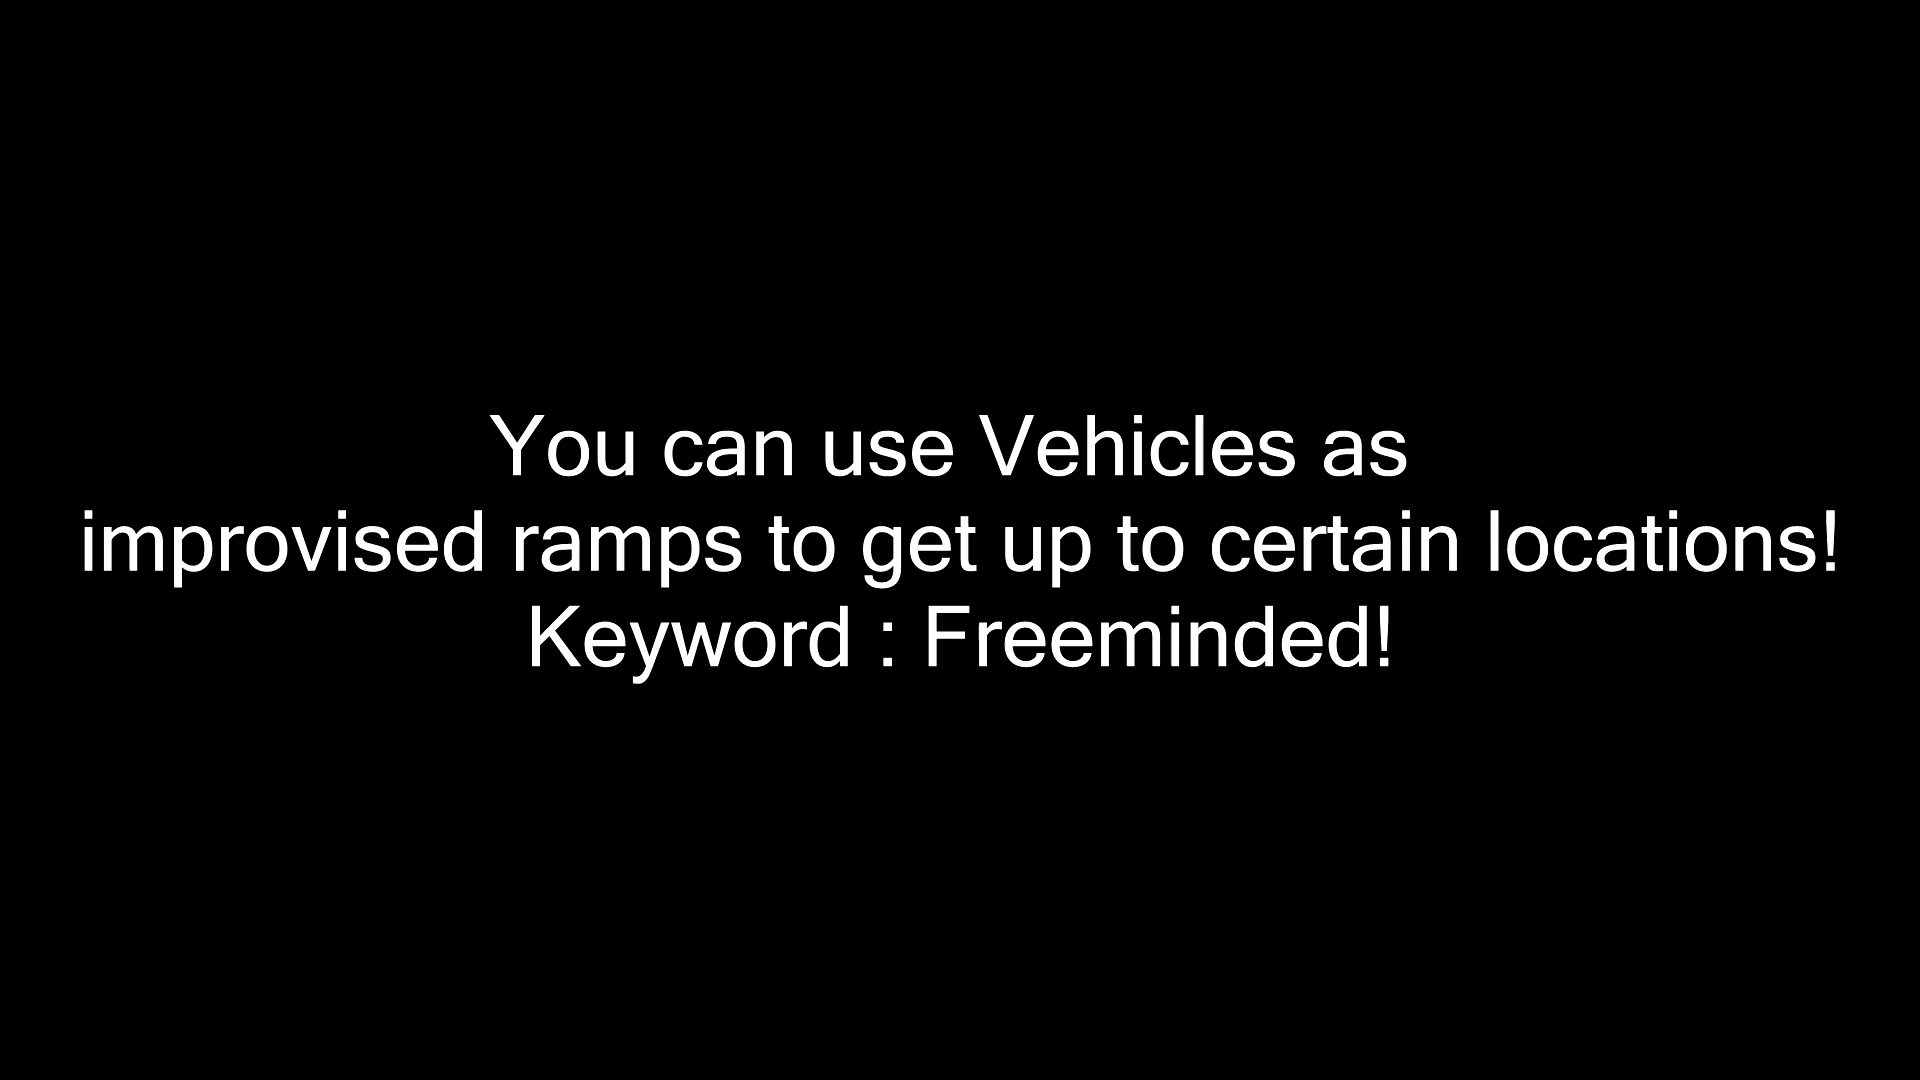 You can use Vehicles as
improvised ramps to get up to certain locations!
Keyword : Freeminded!